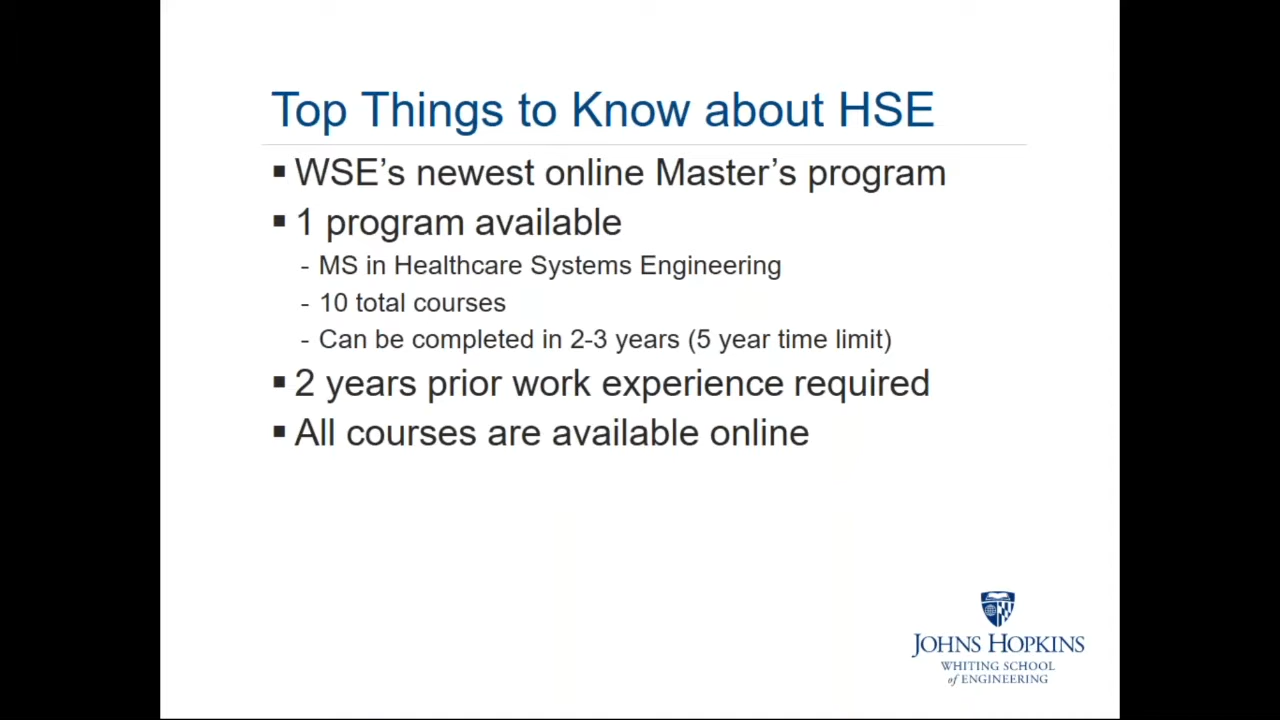 Top Things to Know about HSE
▪ WSE’s newest online Master’s program
▪ 1 program available
- MS in Healthcare Systems Engineering
- 10 total courses
- Can be completed in 2-3 years (5 year time limit)
▪ 2 years prior work experience required
▪ All courses are available online
JOHNS HOPKINS
WHITING SCHOOL
of ENGINEERING